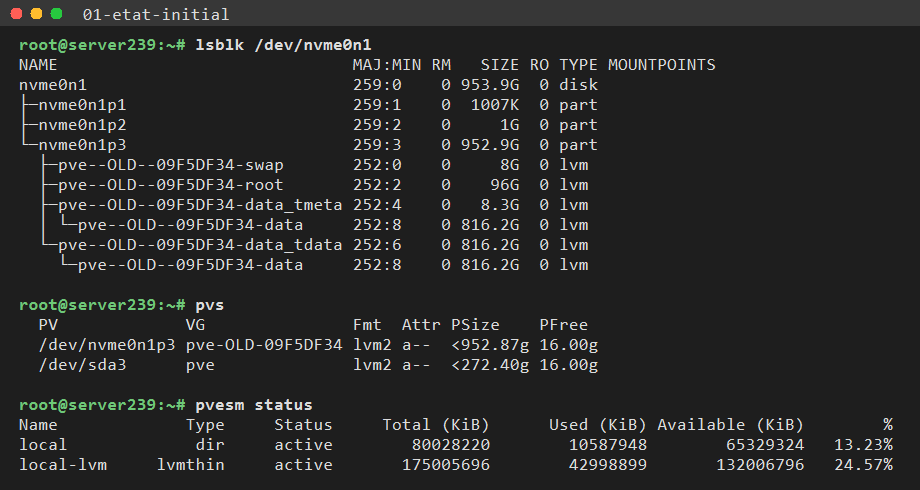 01-etat-initial
root@server239:~# lsblk /dev/nvme0n1
NAME                              MAJ:MIN RM   SIZE RO TYPE MOUNTPOINTS
nvme0n1                           259:0    0 953.9G  0 disk
├─nvme0n1p1                       259:1    0  1007K  0 part
├─nvme0n1p2                       259:2    0     1G  0 part
└─nvme0n1p3                       259:3    0 952.9G  0 part
  ├─pve--OLD--09F5DF34-swap       252:0    0     8G  0 lvm
  ├─pve--OLD--09F5DF34-root       252:2    0    96G  0 lvm
  ├─pve--OLD--09F5DF34-data_tmeta 252:4    0   8.3G  0 lvm
  │ └─pve--OLD--09F5DF34-data     252:8    0 816.2G  0 lvm
  └─pve--OLD--09F5DF34-data_tdata 252:6    0 816.2G  0 lvm
    └─pve--OLD--09F5DF34-data     252:8    0 816.2G  0 lvm
root@server239:~# pvs
  PV             VG               Fmt  Attr PSize    PFree
  /dev/nvme0n1p3 pve-OLD-09F5DF34 lvm2 a--  <952.87g 16.00g
  /dev/sda3      pve              lvm2 a--  <272.40g 16.00g
root@server239:~# pvesm status
Name             Type     Status     Total (KiB)      Used (KiB) Available (KiB)        %
local             dir     active        80028220        10587948        65329324   13.23%
local-lvm     lvmthin     active       175005696        42998899       132006796   24.57%